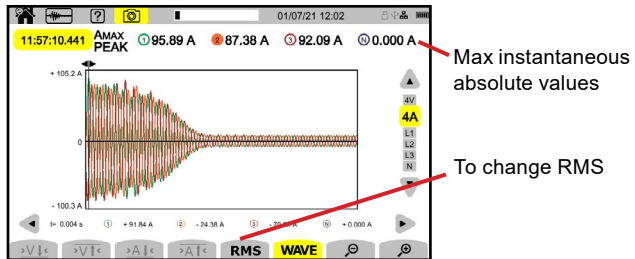 01/07/21 12:02
11:57:10.441 AMAX PEAK 1 95.89 A 2 87.38 A 3 92.09 A N 0.000 A
Max instantaneous
absolute values
+ 105.2 A
4V
4A
0
L1
L2
L3
N
To change RMS
- 100.3 A
t= 0.004 s 1 + 91.84 A 2 - 24.38 A 3 N + 0.000 A
>V↓< >V↑< >A↓< >A↑< RMS WAVE